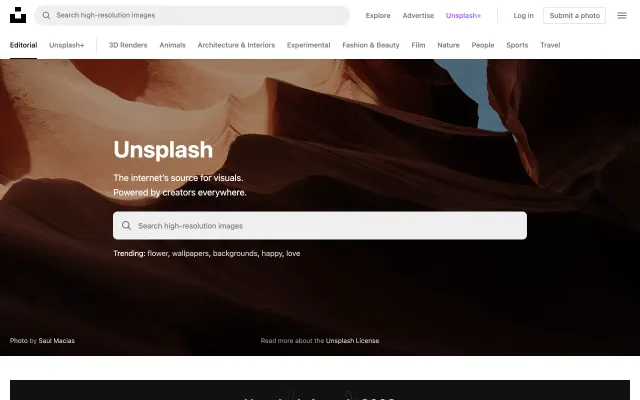 Search high-resolution images
Explore Advertise Unsplash+ Log in Submit a photo
Editorial Unsplash+ 3D Renders Animals Architecture & Interiors Experimental Fashion & Beauty Film Nature People Sports Travel
Unsplash
The internet's source for visuals.
Powered by creators everywhere.
Search high-resolution images
Trending: flower, wallpapers, backgrounds, happy, love
Photo by Saul Macias
Read more about the Unsplash License